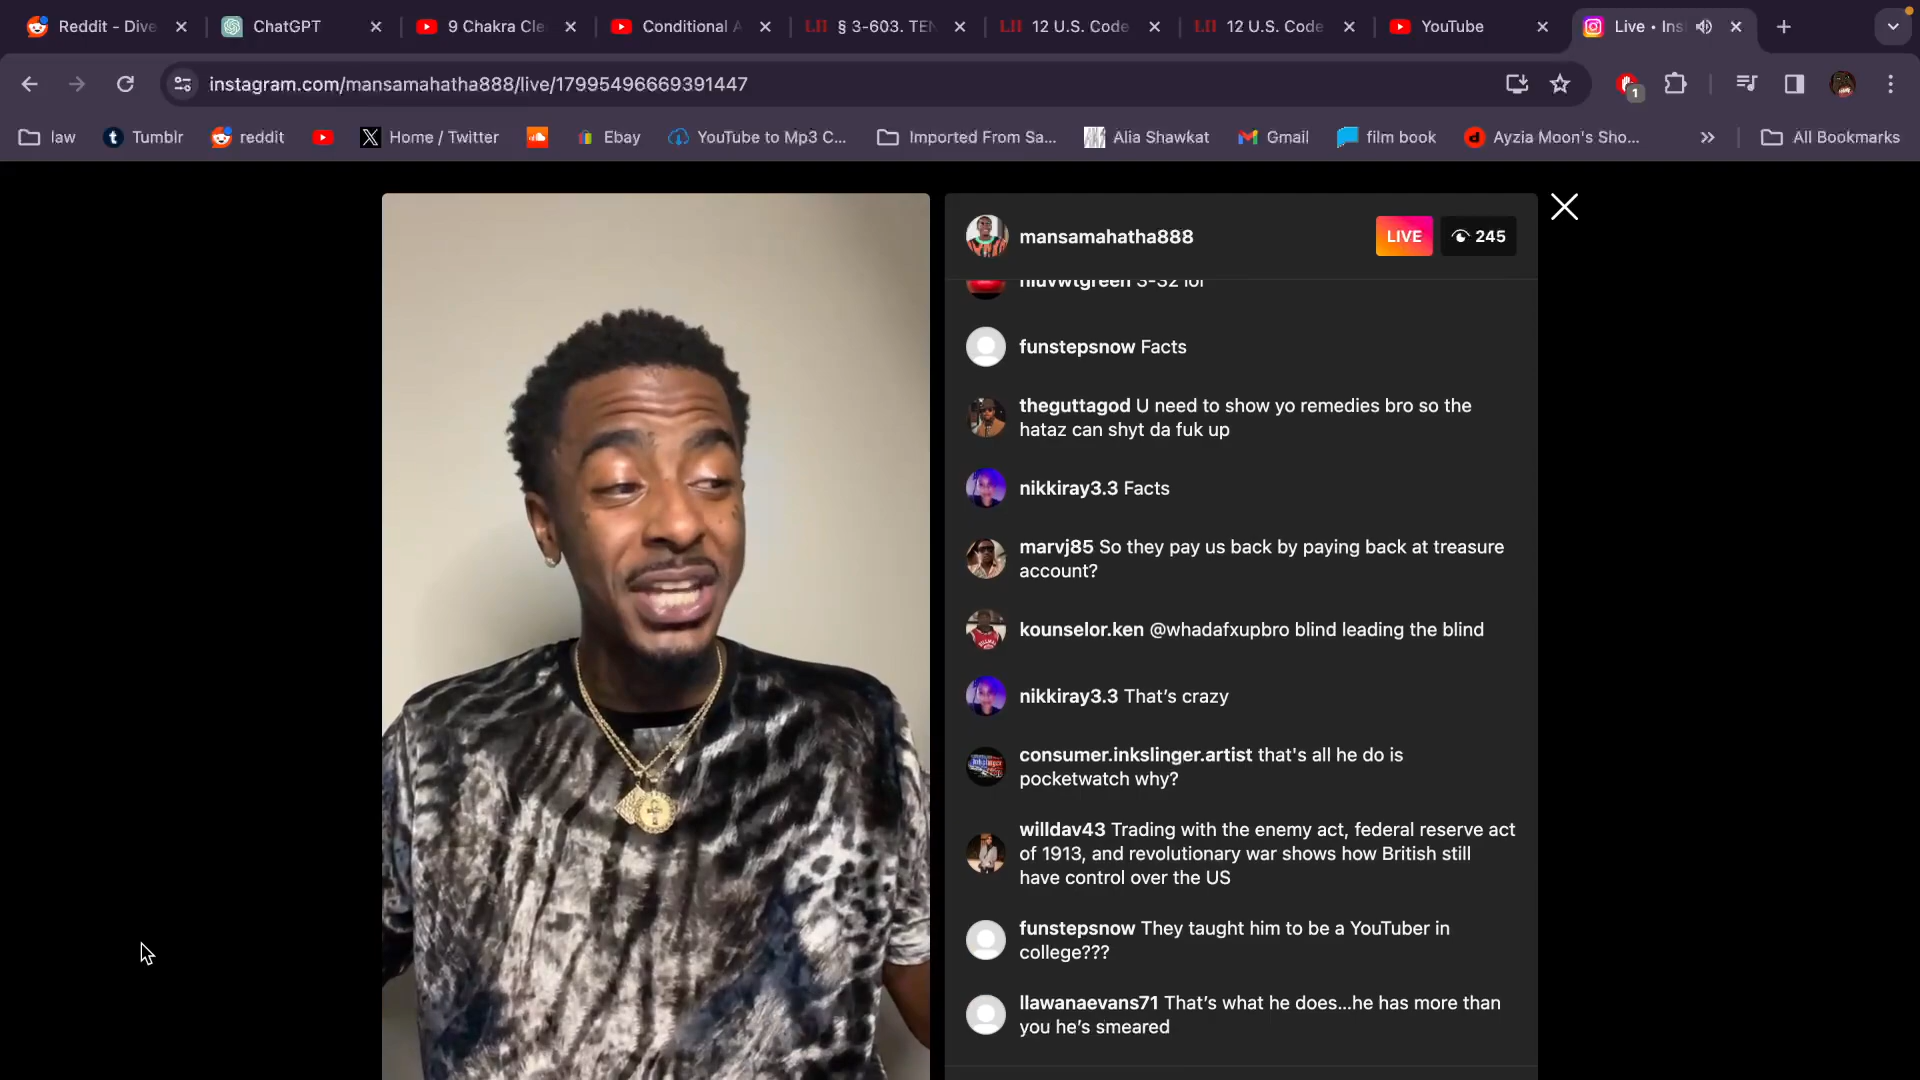 Reddit - Dive
ChatGPT
9 Chakra Cle
Conditional A
LII § 3-603. TEN
LII 12 U.S. Code
LII 12 U.S. Code
YouTube
Live • Ins
instagram.com/mansamahatha888/live/17995496669391447
1
law
Tumblr
reddit
Home / Twitter
Ebay
YouTube to Mp3 C...
Imported From Sa...
Alia Shawkat
Gmail
film book
Ayzia Moon's Sho...
All Bookmarks
mansamahatha888
LIVE
245
3-32 lol
funstepsnow Facts
theguttagod U need to show yo remedies bro so the
hataz can shyt da fuk up
nikkiray3.3 Facts
marvj85 So they pay us back by paying back at treasure
account?
kounselor.ken @whadafxupbro blind leading the blind
nikkiray3.3 That's crazy
consumer.inkslinger.artist that's all he do is
pocketwatch why?
willdav43 Trading with the enemy act, federal reserve act
of 1913, and revolutionary war shows how British still
have control over the US
funstepsnow They taught him to be a YouTuber in
college???
llawanaevans71 That's what he does...he has more than
you he's smeared